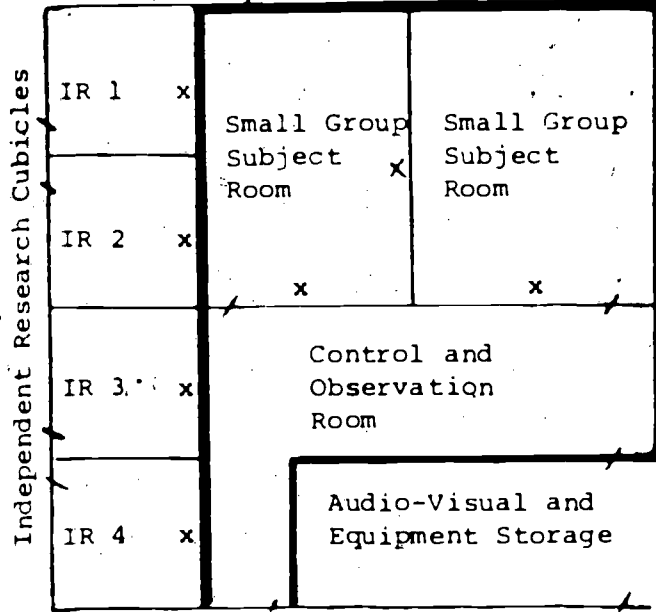 Independent Research Cubicles
IR 1 x
Small Group
Subject
Room
x
Small Group
Subject
Room
IR 2 x
x
x
IR 3 x
Control and
Observation
Room
IR 4 x
Audio-Visual and
Equipment Storage